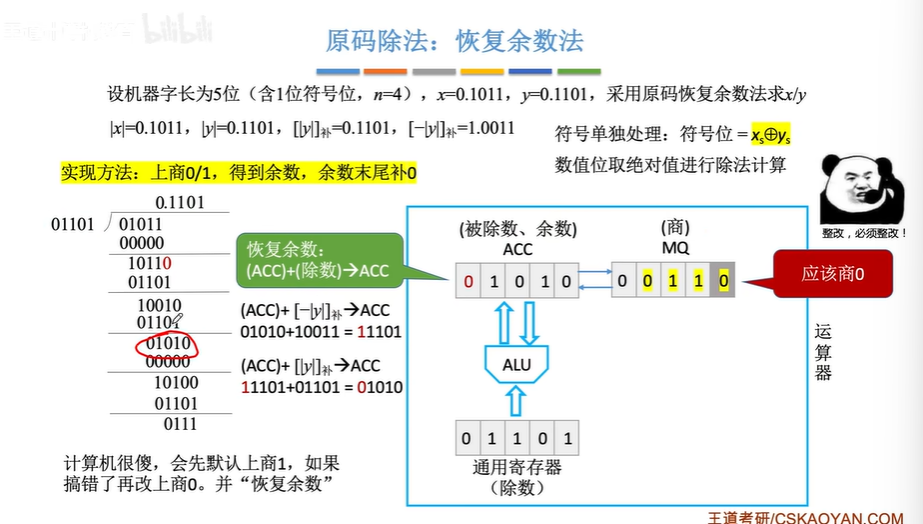 bilibili
原码除法：恢复余数法
设机器字长为5位（含1位符号位，n=4），x=0.1011，y=0.1101，采用原码恢复余数法求x/y
|x|=0.1011，|y|=0.1101，[|y|]补=0.1101，[−|y|]补=1.0011
符号单独处理：符号位 = xs⊕ys
数值位取绝对值进行除法计算
实现方法：上商0/1，得到余数，余数末尾补0
整改，必须整改！
0.1101
01101
01011
00000
10110
01101
10010
01101
01010
00000
10100
01101
0111
恢复余数：
(ACC)+(除数)→ACC
(ACC)+ [−|y|]补→ACC
01010+10011 = 11101
(ACC)+ [|y|]补→ACC
11101+01101 = 01010
(被除数、余数)
ACC
(商)
MQ
0 1 0 1 0
0 0 1 1 0
应该商0
ALU
运算器
0 1 1 0 1
通用寄存器
（除数）
计算机很傻，会先默认上商1，如果
搞错了再改上商0。并“恢复余数”
王道考研/CSKAOYAN.COM